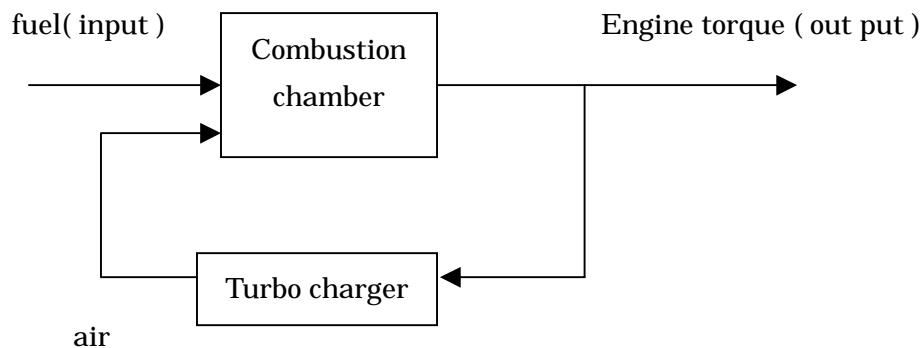 fuel( input )
Engine torque ( out put )
Combustion
chamber
Turbo charger
air